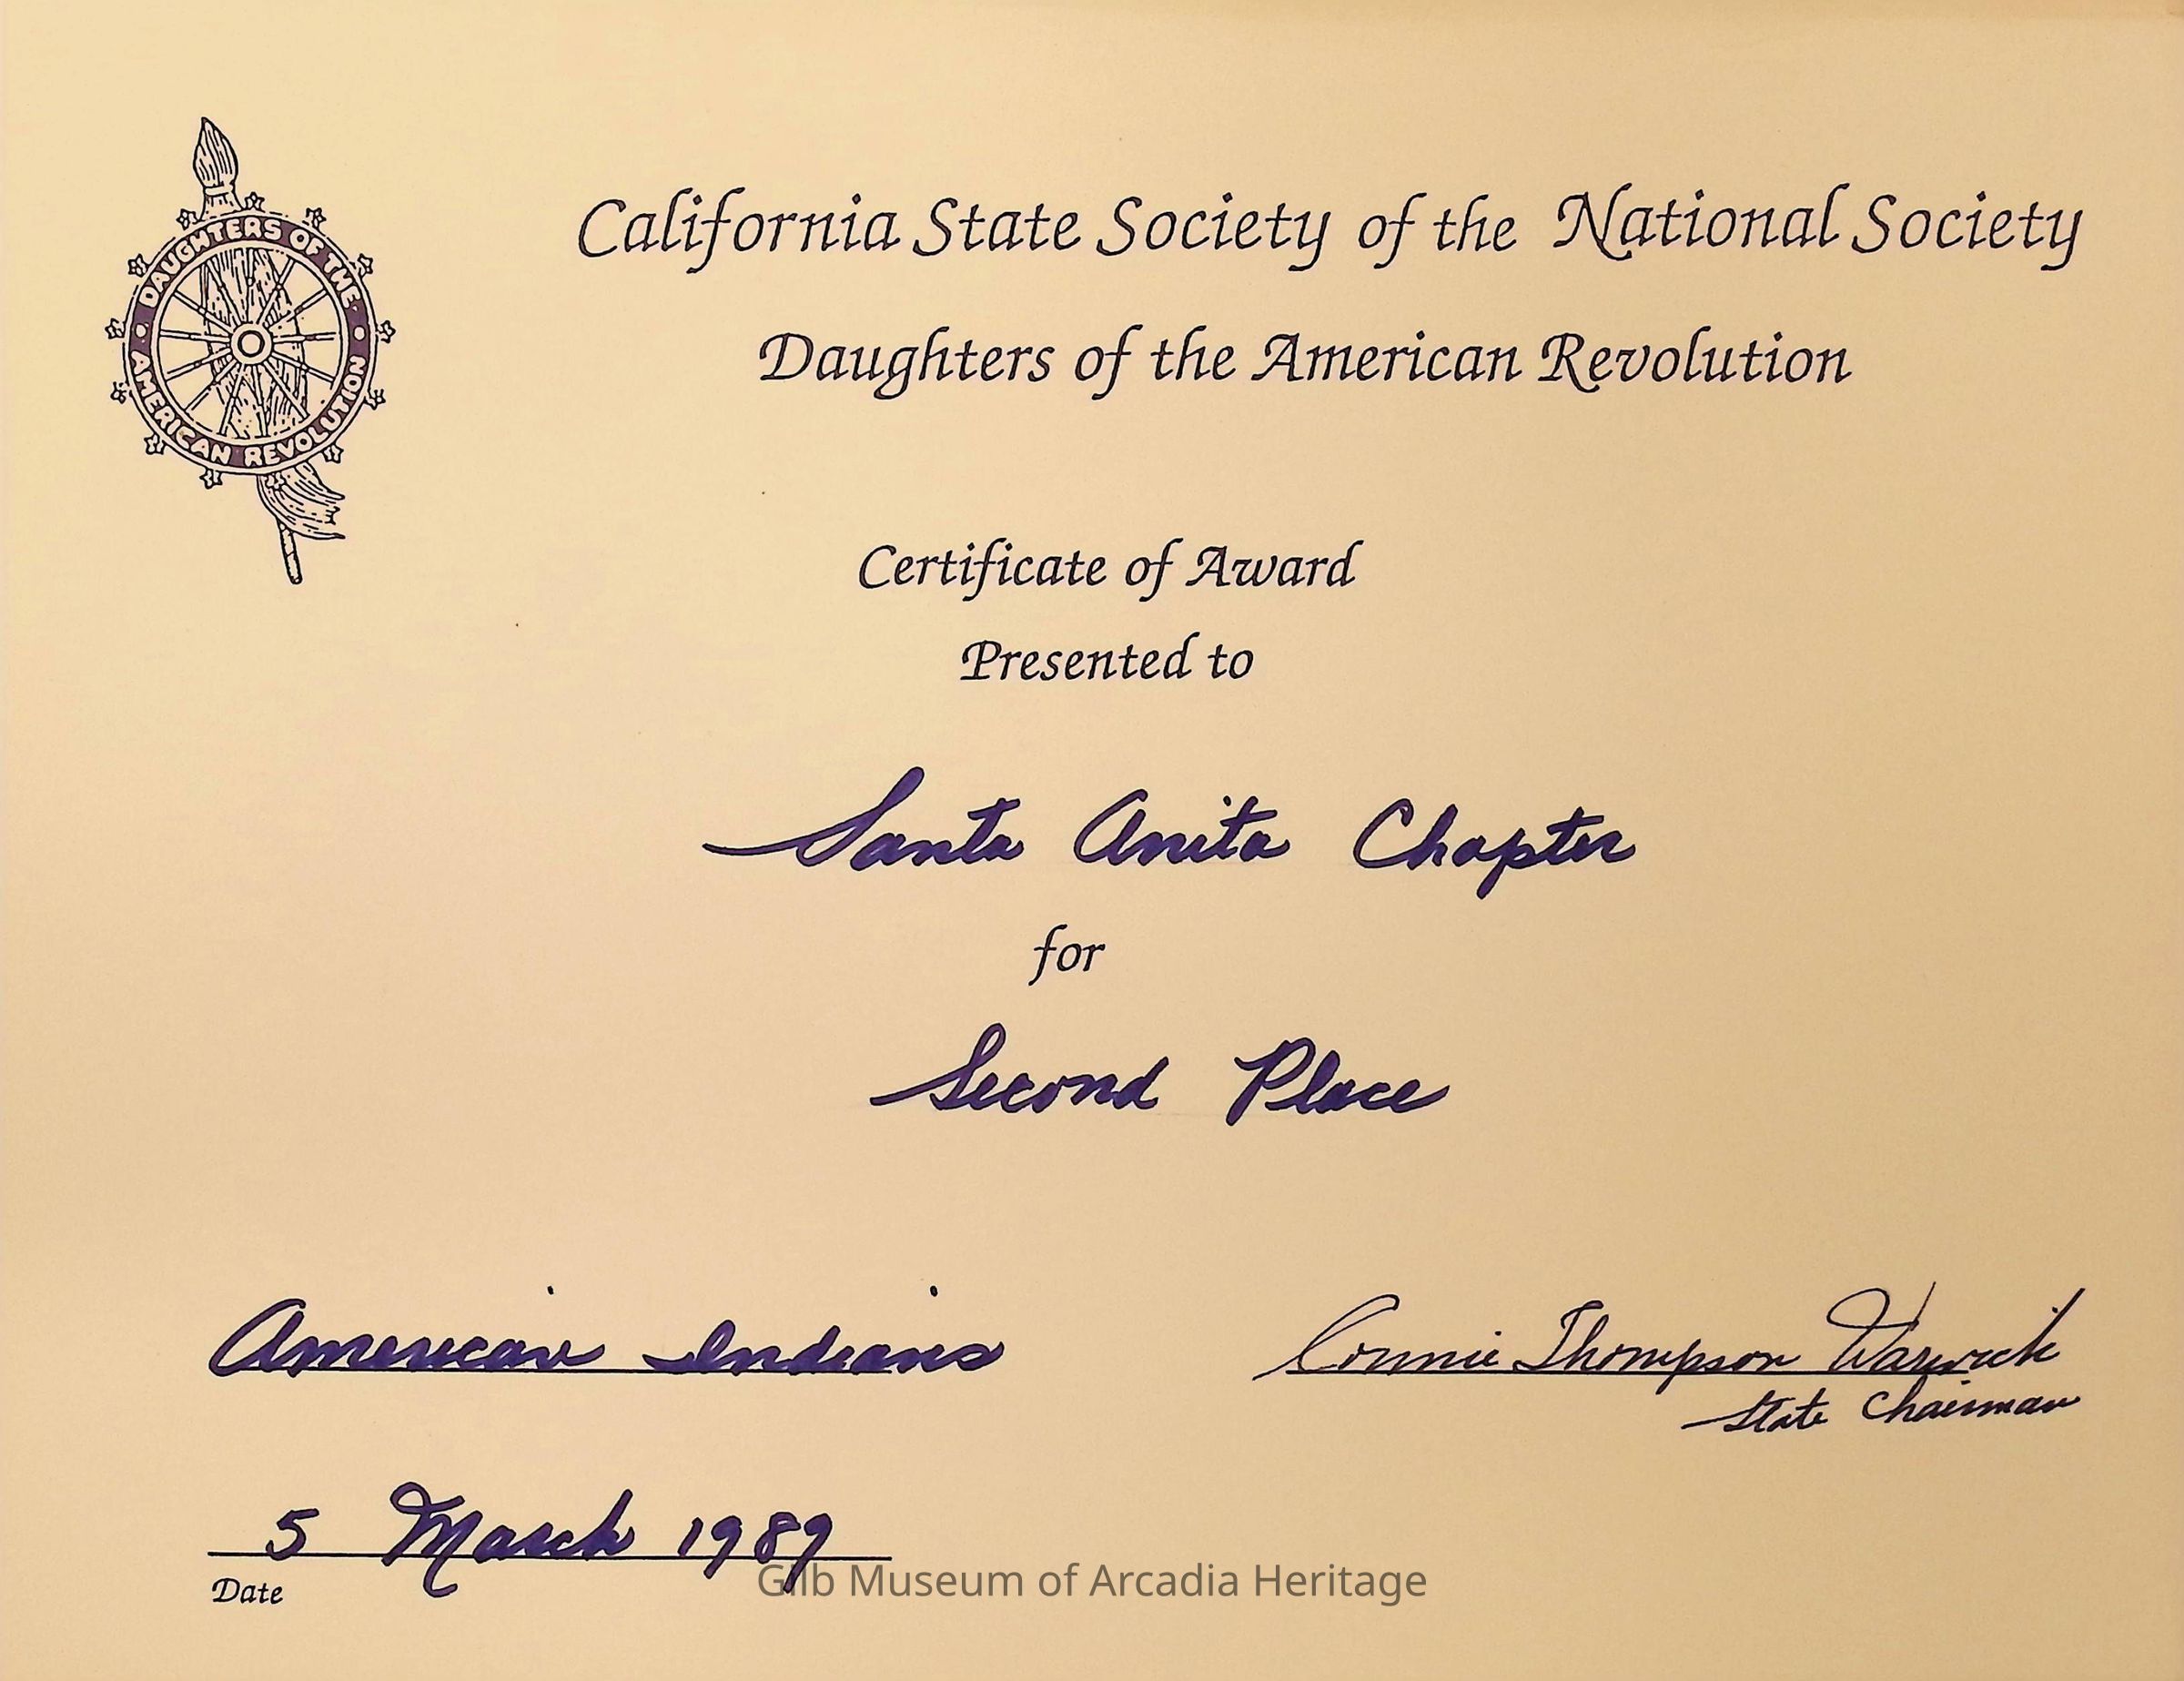 DAUGHTERS OF THE
AMERICAN REVOLUTION
California State Society of the National Society
Daughters of the American Revolution
Certificate of Award
Presented to
Santa Anita Chapter
for
Second Place
American Indians
Connie Thompson Warwick
State Chairman
5 March 1989
Date
Gilb Museum of Arcadia Heritage